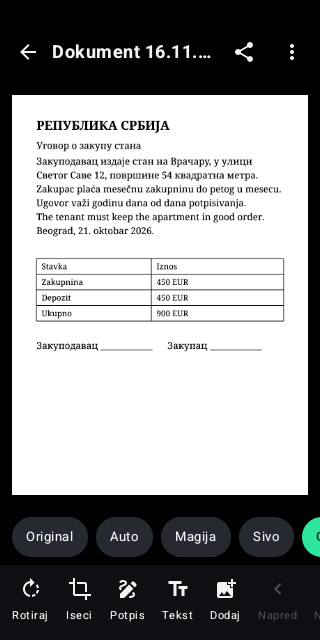 Dokument 16.11....
РЕПУБЛИКА СРБИЈА
Уговор о закупу стана
Закуподавац издаје стан на Врачару, у улици
Светог Саве 12, површине 54 квадратна метра.
Zakupac plaća mesečnu zakupninu do petog u mesecu.
Ugovor važi godinu dana od dana potpisivanja.
The tenant must keep the apartment in good order.
Beograd, 21. oktobar 2026.
Stavka Iznos
Zakupnina 450 EUR
Depozit 450 EUR
Ukupno 900 EUR
Закуподавац ___________ Закупац ___________
Original Auto Magija Sivo
Rotiraj Iseci Potpis Tekst Dodaj Napred